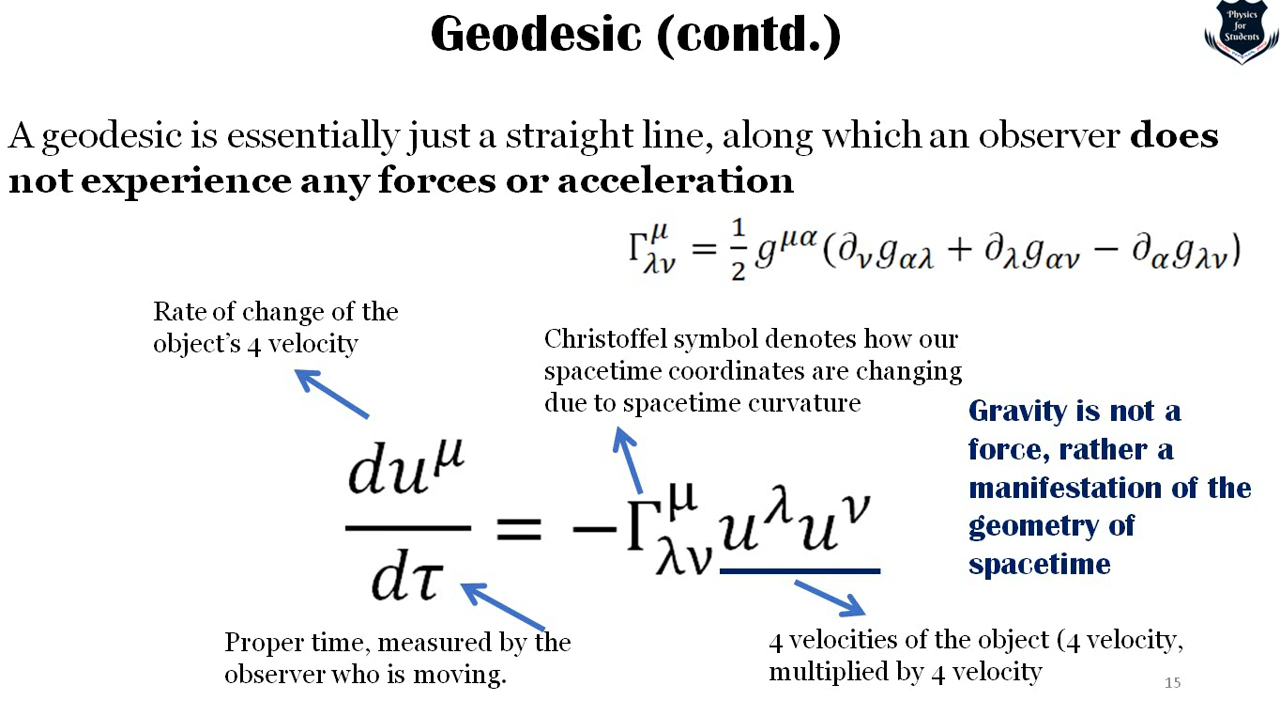 Geodesic (contd.)
Physics
for
Students
A geodesic is essentially just a straight line, along which an observer does
not experience any forces or acceleration
Γ^μ_λν = 1/2 g^μα (∂_ν g_αλ + ∂_λ g_αν − ∂_α g_λν)
Rate of change of the
object's 4 velocity
Christoffel symbol denotes how our
spacetime coordinates are changing
due to spacetime curvature
Gravity is not a
force, rather a
manifestation of the
geometry of
spacetime
du^μ/dτ = −Γ^μ_λν u^λ u^ν
Proper time, measured by the
observer who is moving.
4 velocities of the object (4 velocity,
multiplied by 4 velocity
15